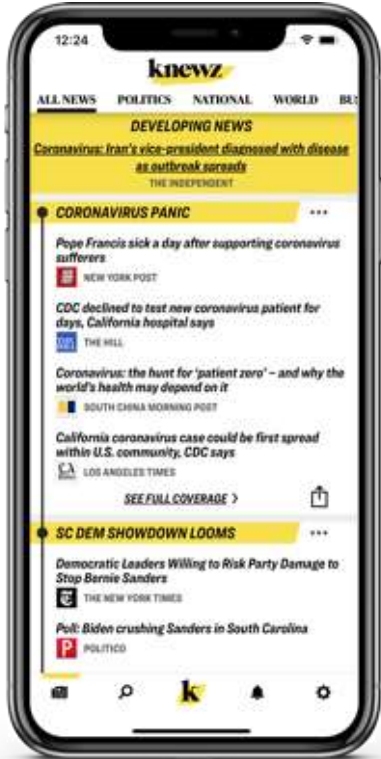 12:24
knewz
ALL NEWS POLITICS NATIONAL WORLD BU
DEVELOPING NEWS
Coronavirus: Iran's vice-president diagnosed with disease
as outbreak spreads
THE INDEPENDENT
CORONAVIRUS PANIC
Pope Francis sick a day after supporting coronavirus
sufferers
NEW YORK POST
CDC declined to test new coronavirus patient for
days, California hospital says
THE HILL
Coronavirus: the hunt for 'patient zero' – and why the
world's health may depend on it
SOUTH CHINA MORNING POST
California coronavirus case could be first spread
within U.S. community, CDC says
LOS ANGELES TIMES
SEE FULL COVERAGE >
SC DEM SHOWDOWN LOOMS
Democratic Leaders Willing to Risk Party Damage to
Stop Bernie Sanders
THE NEW YORK TIMES
Poll: Biden crushing Sanders in South Carolina
P POLITICO
k